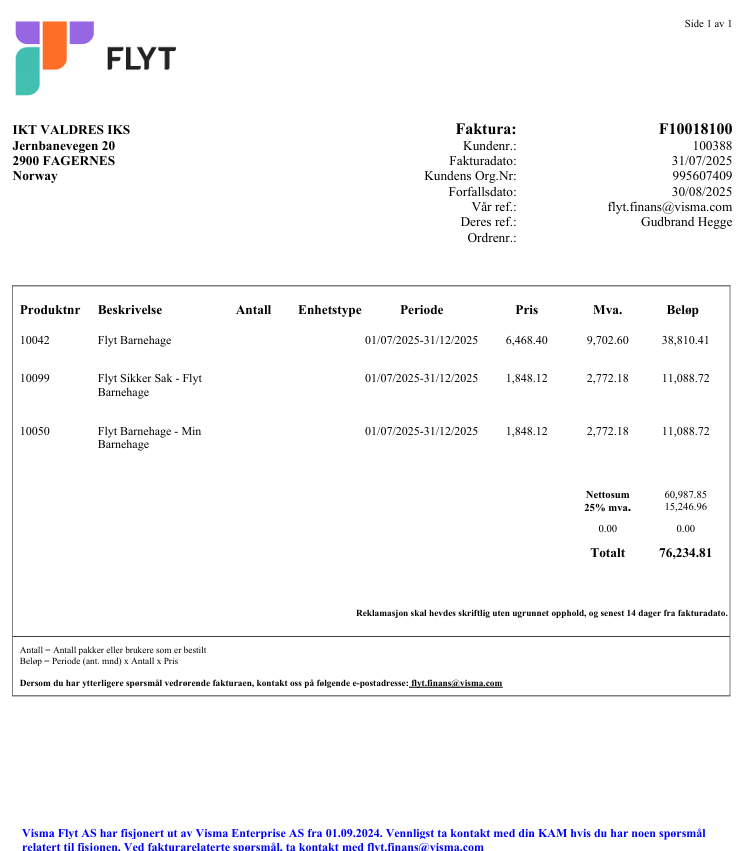 Side 1 av 1
FLYT
IKT VALDRES IKS
Jernbanevegen 20
2900 FAGERNES
Norway
Faktura: F10018100
Kundenr.: 100388
Fakturadato: 31/07/2025
Kundens Org.Nr: 995607409
Forfallsdato: 30/08/2025
Vår ref.: flyt.finans@visma.com
Deres ref.: Gudbrand Hegge
Ordrenr.:
Produktnr Beskrivelse Antall Enhetstype Periode Pris Mva. Beløp
10042 Flyt Barnehage 01/07/2025-31/12/2025 6,468.40 9,702.60 38,810.41
10099 Flyt Sikker Sak - Flyt 01/07/2025-31/12/2025 1,848.12 2,772.18 11,088.72
Barnehage
10050 Flyt Barnehage - Min 01/07/2025-31/12/2025 1,848.12 2,772.18 11,088.72
Barnehage
Nettosum 60,987.85
25% mva. 15,246.96
0.00 0.00
Totalt 76,234.81
Reklamasjon skal hevdes skriftlig uten ugrunnet opphold, og senest 14 dager fra fakturadato.
Antall = Antall pakker eller brukere som er bestilt
Beløp = Periode (ant. mnd) x Antall x Pris
Dersom du har ytterligere spørsmål vedrørende fakturaen, kontakt oss på følgende e-postadresse: flyt.finans@visma.com
Visma Flyt AS har fisjonert ut av Visma Enterprise AS fra 01.09.2024. Vennligst ta kontakt med din KAM hvis du har noen spørsmål
relatert til fisjonen. Ved fakturarelaterte spørsmål, ta kontakt med flyt.finans@visma.com